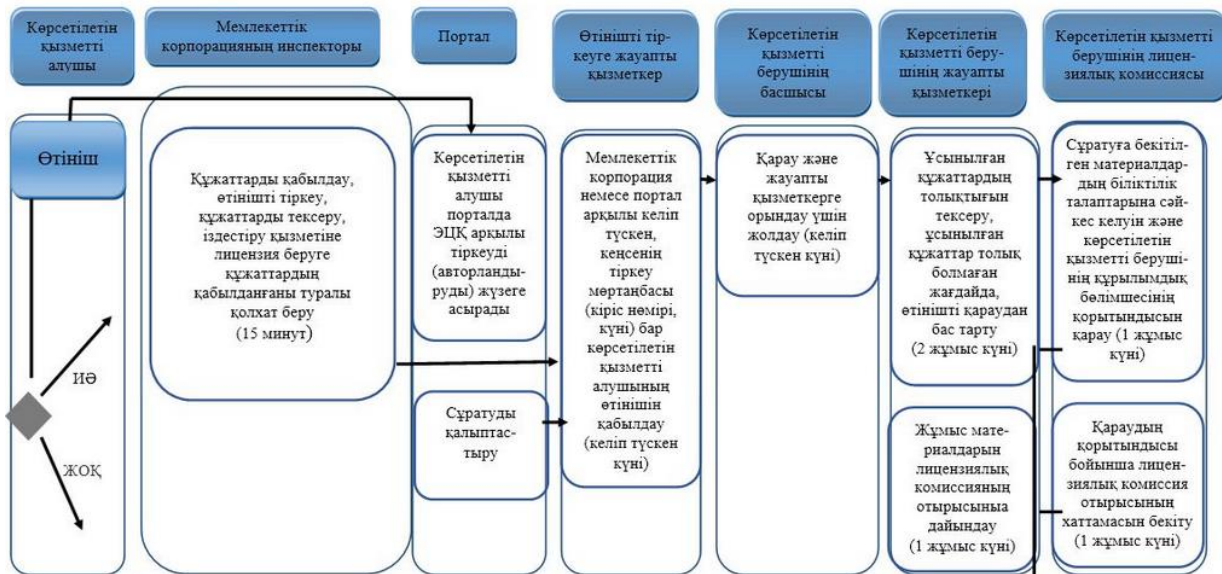 Көрсетілетін
қызметті
алушы
Мемлекеттік
корпорацияның инспекторы
Портал
Өтінішті тір-
кеуге жауапты
қызметкер
Көрсетілетін
қызметті
берушінің
басшысы
Көрсетілетін
қызметті беру-
шінің жауапты
қызметкері
Көрсетілетін қызметті
берушінің лицен-
зиялық комиссиясы
Өтініш
ИӘ
ЖОҚ
Құжаттарды қабылдау,
өтінішті тіркеу,
құжаттарды тексеру,
іздестіру қызметіне
лицензия беруге
құжаттардың
қабылданғаны туралы
қолхат беру
(15 минут)
Көрсетілетін
қызметті
алушы
порталда
ЭЦҚ арқылы
тіркеуді
(авторланды-
руды) жүзеге
асырады
Сұратуды
қалыптас-
тыру
Мемлекеттік
корпорация
немесе портал
арқылы келіп
түскен,
кеңсенің
тіркеу
мөртаңбасы
(кіріс нөмірі,
күні) бар
көрсетілетін
қызметті
алушының
өтінішін
қабылдау
(келіп түскен
күні)
Қарау және
жауапты
қызметкерге
орындау үшін
жолдау (келіп
түскен күні)
Ұсынылған
құжаттардың
толықтығын
тексеру,
ұсынылған
құжаттар толық
болмаған
жағдайда,
өтінішті қараудан
бас тарту
(2 жұмыс күні)
Жұмыс мате-
риалдарын
лицензиялық
комиссияның
отырысыныа
дайындау
(1 жұмыс күні)
Сұратуға бекітіл-
ген материалдар-
дың біліктілік
талаптарына сәй-
кес келуін және
көрсетілетін
қызметті беруші-
нің құрылымдық
бөлімшесінің
қорытындысын
қарау (1 жұмыс
күні)
Қараудың
қорытындысы
бойынша лицен-
зиялық комиссия
отырысының
хаттамасын бекіту
(1 жұмыс күні)